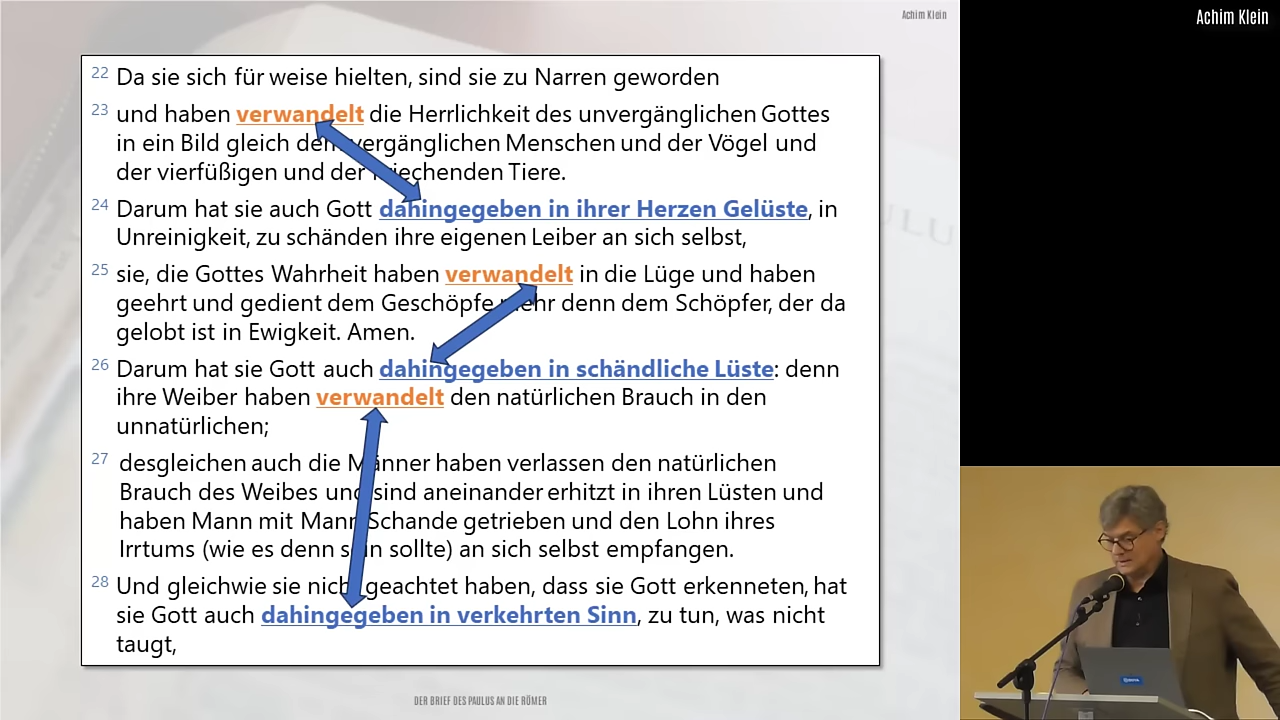 Achim Klein
Achim Klein
22 Da sie sich für weise hielten, sind sie zu Narren geworden
23 und haben verwandelt die Herrlichkeit des unvergänglichen Gottes
in ein Bild gleich dem vergänglichen Menschen und der Vögel und
der vierfüßigen und der kriechenden Tiere.
24 Darum hat sie auch Gott dahingegeben in ihrer Herzen Gelüste, in
Unreinigkeit, zu schänden ihre eigenen Leiber an sich selbst,
25 sie, die Gottes Wahrheit haben verwandelt in die Lüge und haben
geehrt und gedient dem Geschöpfe mehr denn dem Schöpfer, der da
gelobt ist in Ewigkeit. Amen.
26 Darum hat sie Gott auch dahingegeben in schändliche Lüste: denn
ihre Weiber haben verwandelt den natürlichen Brauch in den
unnatürlichen;
27 desgleichen auch die Männer haben verlassen den natürlichen
Brauch des Weibes und sind aneinander erhitzt in ihren Lüsten und
haben Mann mit Mann Schande getrieben und den Lohn ihres
Irrtums (wie es denn sein sollte) an sich selbst empfangen.
28 Und gleichwie sie nicht geachtet haben, dass sie Gott erkenneten, hat
sie Gott auch dahingegeben in verkehrten Sinn, zu tun, was nicht
taugt,
DER BRIEF DES PAULUS AN DIE RÖMER